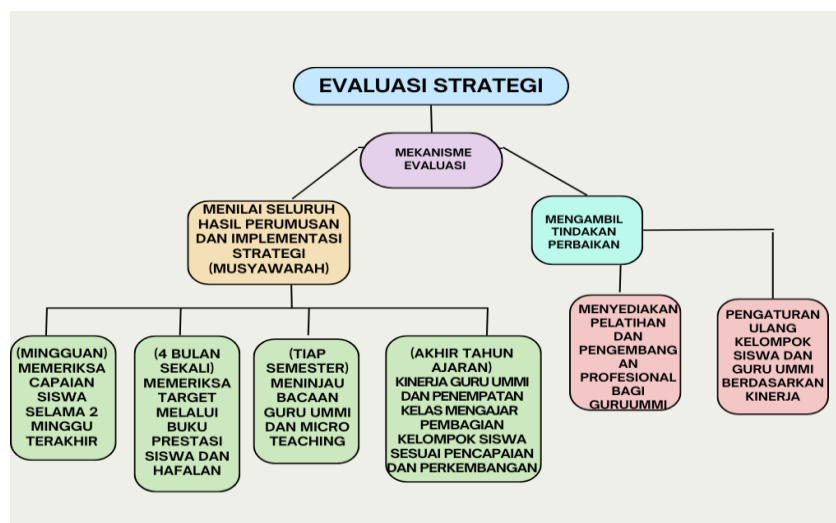 EVALUASI STRATEGI
MEKANISME
EVALUASI
MENILAI SELURUH
HASIL PERUMUSAN
DAN IMPLEMENTASI
STRATEGI
(MUSYAWARAH)
MENGAMBIL
TINDAKAN
PERBAIKAN
(MINGGUAN)
MEMERIKSA
CAPAIAN
SISWA
SELAMA 2
MINGGU
TERAKHIR
(4 BULAN
SEKALI)
MEMERIKSA
TARGET
MELALUI
BUKU
PRESTASI
SISWA DAN
HAFALAN
(TIAP
SEMESTER)
MENINJAU
BACAAN
GURU UMMI
DAN MICRO
TEACHING
(AKHIR TAHUN
AJARAN)
KINERJA GURU UMMI
DAN PENEMPATAN
KELAS MENGAJAR
PEMBAGIAN
KELOMPOK SISWA
SESUAI PENCAPAIAN
DAN PERKEMBANGAN
MENYEDIAKAN
PELATIHAN
DAN
PENGEMBANG
AN
PROFESIONAL
BAGI
GURUUMMI
PENGATURAN
ULANG
KELOMPOK
SISWA DAN
GURU UMMI
BERDASARKAN
KINERJA